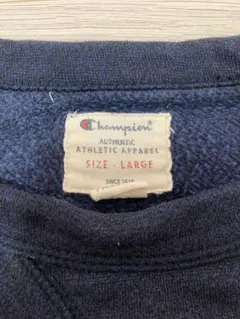 Champion
AUTHENTIC
ATHLETIC APPAREL
SIZE · LARGE
SINCE 1919